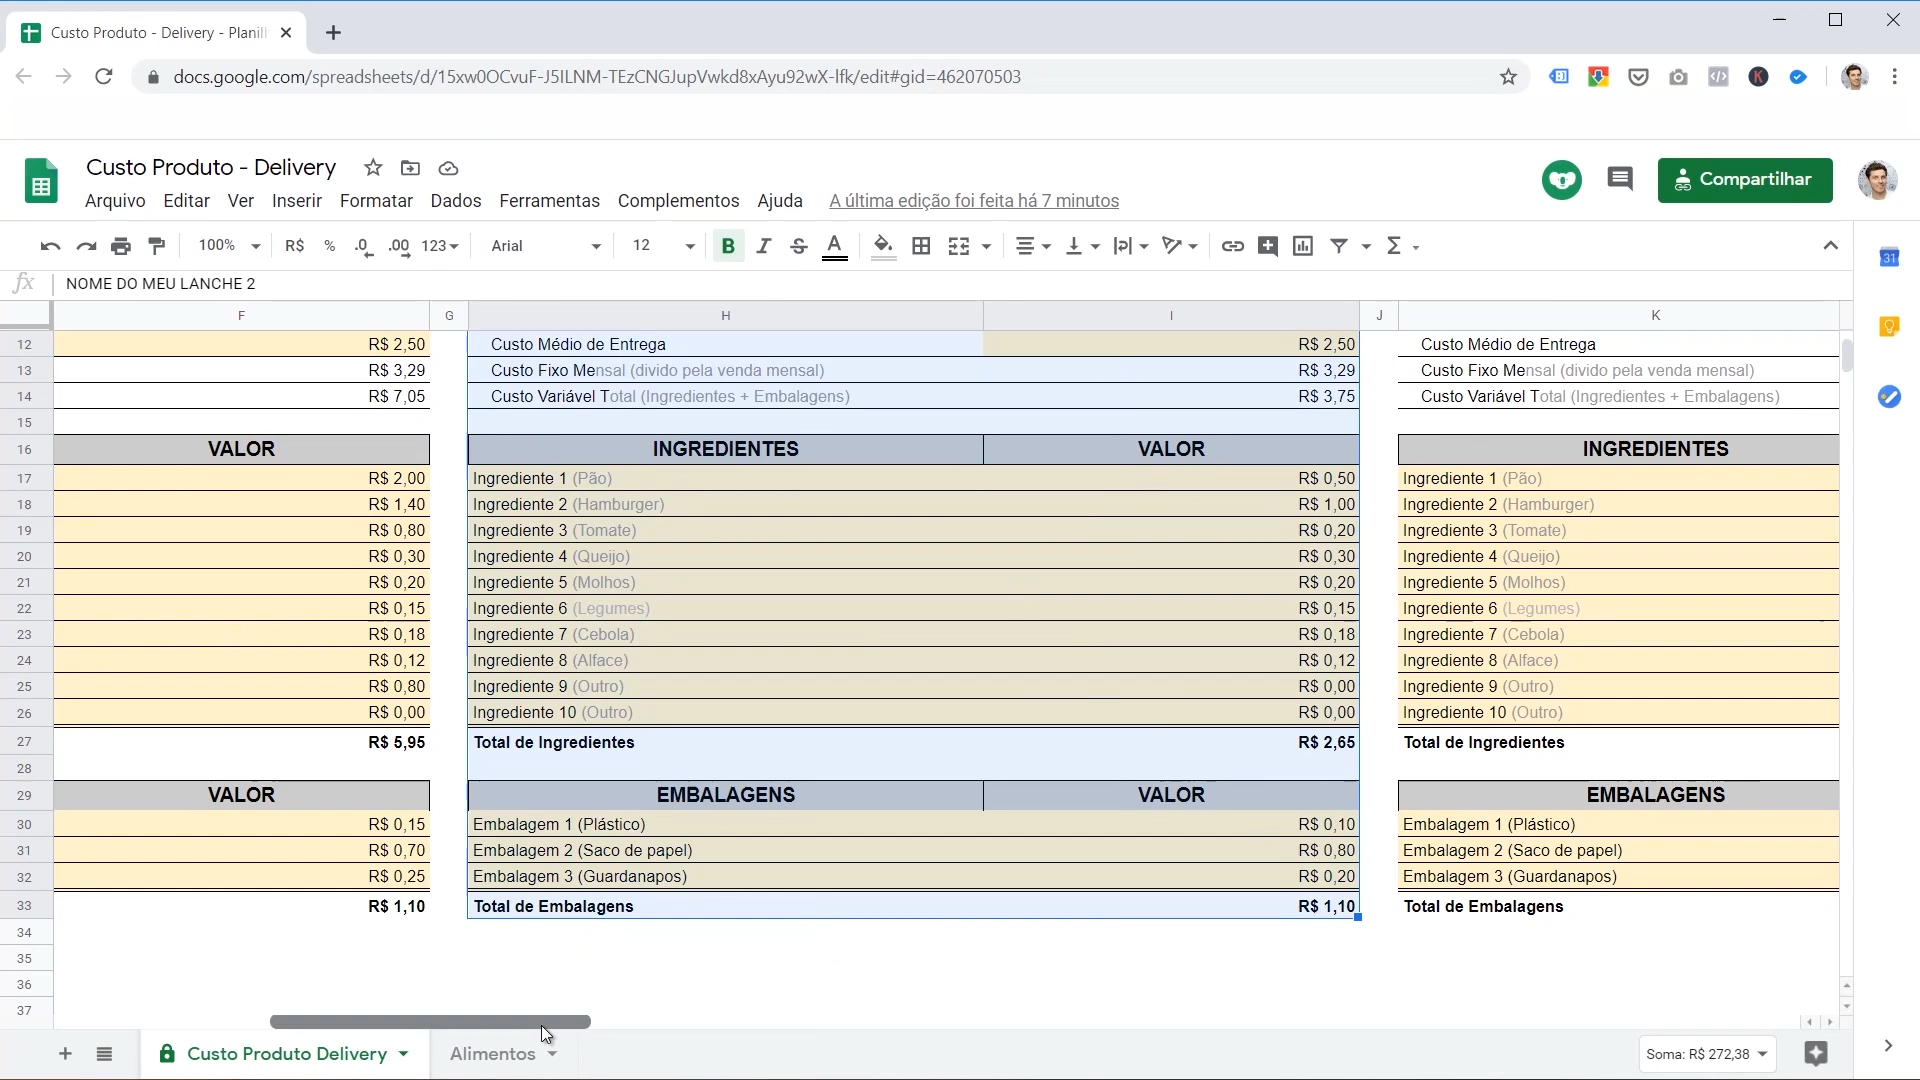 Custo Produto - Delivery - Planilh
docs.google.com/spreadsheets/d/15xw0OCvuF-J5ILNM-TEzCNGJupVwkd8xAyu92wX-lfk/edit#gid=462070503
Custo Produto - Delivery
Arquivo Editar Ver Inserir Formatar Dados Ferramentas Complementos Ajuda A última edição foi feita há 7 minutos
Compartilhar
100% R$ % .0 .00 123 Arial 12 B I S A Σ
31
fx NOME DO MEU LANCHE 2
F G H I J K
12 R$ 2,50 Custo Médio de Entrega R$ 2,50 Custo Médio de Entrega
13 R$ 3,29 Custo Fixo Mensal (divido pela venda mensal) R$ 3,29 Custo Fixo Mensal (divido pela venda mensal)
14 R$ 7,05 Custo Variável Total (Ingredientes + Embalagens) R$ 3,75 Custo Variável Total (Ingredientes + Embalagens)
15
16 VALOR INGREDIENTES VALOR INGREDIENTES
17 R$ 2,00 Ingrediente 1 (Pão) R$ 0,50 Ingrediente 1 (Pão)
18 R$ 1,40 Ingrediente 2 (Hamburger) R$ 1,00 Ingrediente 2 (Hamburger)
19 R$ 0,80 Ingrediente 3 (Tomate) R$ 0,20 Ingrediente 3 (Tomate)
20 R$ 0,30 Ingrediente 4 (Queijo) R$ 0,30 Ingrediente 4 (Queijo)
21 R$ 0,20 Ingrediente 5 (Molhos) R$ 0,20 Ingrediente 5 (Molhos)
22 R$ 0,15 Ingrediente 6 (Legumes) R$ 0,15 Ingrediente 6 (Legumes)
23 R$ 0,18 Ingrediente 7 (Cebola) R$ 0,18 Ingrediente 7 (Cebola)
24 R$ 0,12 Ingrediente 8 (Alface) R$ 0,12 Ingrediente 8 (Alface)
25 R$ 0,80 Ingrediente 9 (Outro) R$ 0,00 Ingrediente 9 (Outro)
26 R$ 0,00 Ingrediente 10 (Outro) R$ 0,00 Ingrediente 10 (Outro)
27 R$ 5,95 Total de Ingredientes R$ 2,65 Total de Ingredientes
28
29 VALOR EMBALAGENS VALOR EMBALAGENS
30 R$ 0,15 Embalagem 1 (Plástico) R$ 0,10 Embalagem 1 (Plástico)
31 R$ 0,70 Embalagem 2 (Saco de papel) R$ 0,80 Embalagem 2 (Saco de papel)
32 R$ 0,25 Embalagem 3 (Guardanapos) R$ 0,20 Embalagem 3 (Guardanapos)
33 R$ 1,10 Total de Embalagens R$ 1,10 Total de Embalagens
34
35
36
37
Custo Produto Delivery Alimentos Soma: R$ 272,38